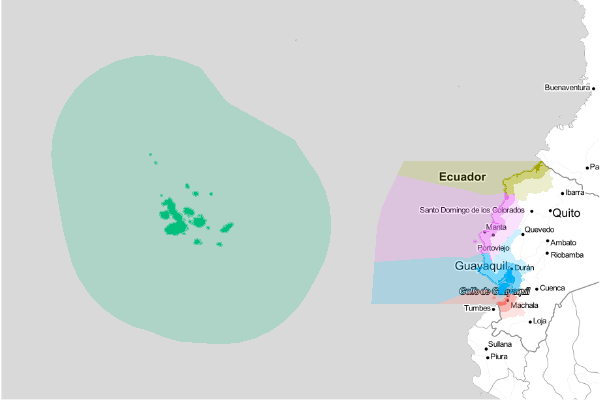 Buenaventura
Pa
Ecuador
Ibarra
Santo Domingo de los Colorados
Quito
Manta
Quevedo
Portoviejo
Ambato
Riobamba
Guayaquil
Durán
Golfo de Guayaquil
Cuenca
Machala
Tumbes
Loja
Sullana
Piura